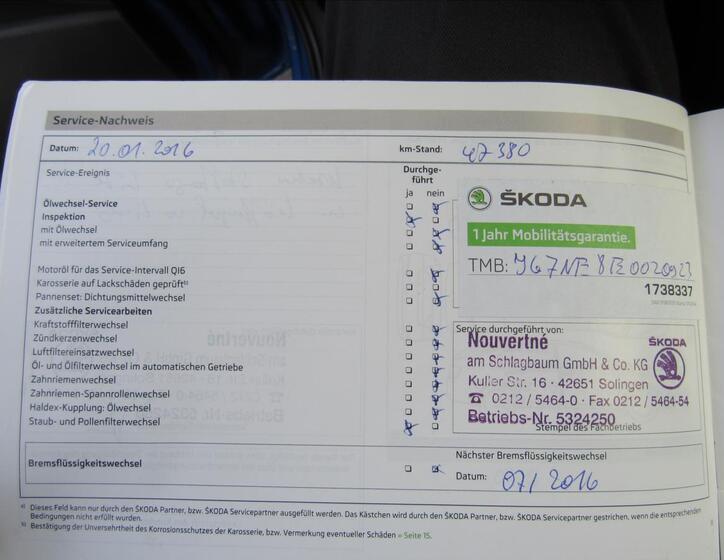 Service-Nachweis
Datum: 20.01.2016 km-Stand: 47380
Service-Ereignis
Durchge-
führt
ja nein
Ölwechsel-Service
Inspektion
mit Ölwechsel
mit erweitertem Serviceumfang
Motoröl für das Service-Intervall QI6
Karosserie auf Lackschäden geprüft b)
Pannenset: Dichtungsmittelwechsel
Zusätzliche Servicearbeiten
Kraftstofffilterwechsel
Zündkerzenwechsel
Luftfiltereinsatzwechsel
Öl- und Ölfilterwechsel im automatischen Getriebe
Zahnriemenwechsel
Zahnriemen-Spannrollenwechsel
Haldex-Kupplung: Ölwechsel
Staub- und Pollenfilterwechsel
ŠKODA
1 Jahr Mobilitätsgarantie.
TMB:
1738337
Service durchgeführt von:
Nouvertné
ŠKODA
am Schlagbaum GmbH & Co. KG
Kuller Str. 16 · 42651 Solingen
☎ 0212 / 5464-0 · Fax 0212 / 5464-54
Betriebs-Nr. 5324250
Stempel des Fachbetriebs
Bremsflüssigkeitswechsel
Nächster Bremsflüssigkeitswechsel
Datum: 07/2016
a) Dieses Feld kann nur durch den ŠKODA Partner, bzw. ŠKODA Servicepartner ausgefüllt werden. Das Kästchen wird durch den ŠKODA Partner, bzw. ŠKODA Servicepartner gestrichen, wenn die entsprechenden
Bedingungen nicht erfüllt wurden.
b) Bestätigung der Unversehrtheit des Korrosionsschutzes der Karosserie, bzw. Vermerkung eventueller Schäden » Seite 15.